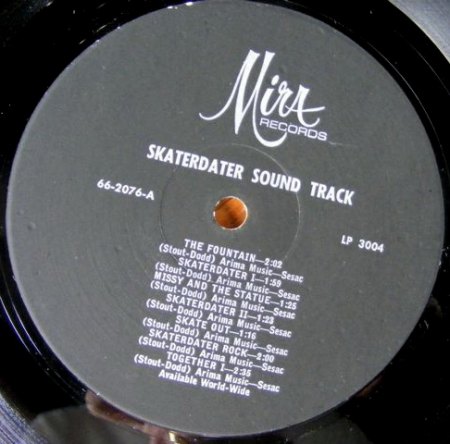 Mira
RECORDS
SKATERDATER SOUND TRACK
66-2076-A
LP 3004
THE FOUNTAIN—2:02
(Stout-Dodd) Arima Music—Sesac
SKATERDATER I—1:59
(Stout-Dodd) Arima Music—Sesac
MISSY AND THE STATUE—1:25
(Stout-Dodd) Arima Music—Sesac
SKATERDATER II—1:23
(Stout-Dodd) Arima Music—Sesac
SKATE OUT—1:16
(Stout-Dodd) Arima Music—Sesac
SKATERDATER ROCK—2:00
(Stout-Dodd) Arima Music—Sesac
TOGETHER I—2:35
(Stout-Dodd) Arima Music—Sesac
Available World-Wide